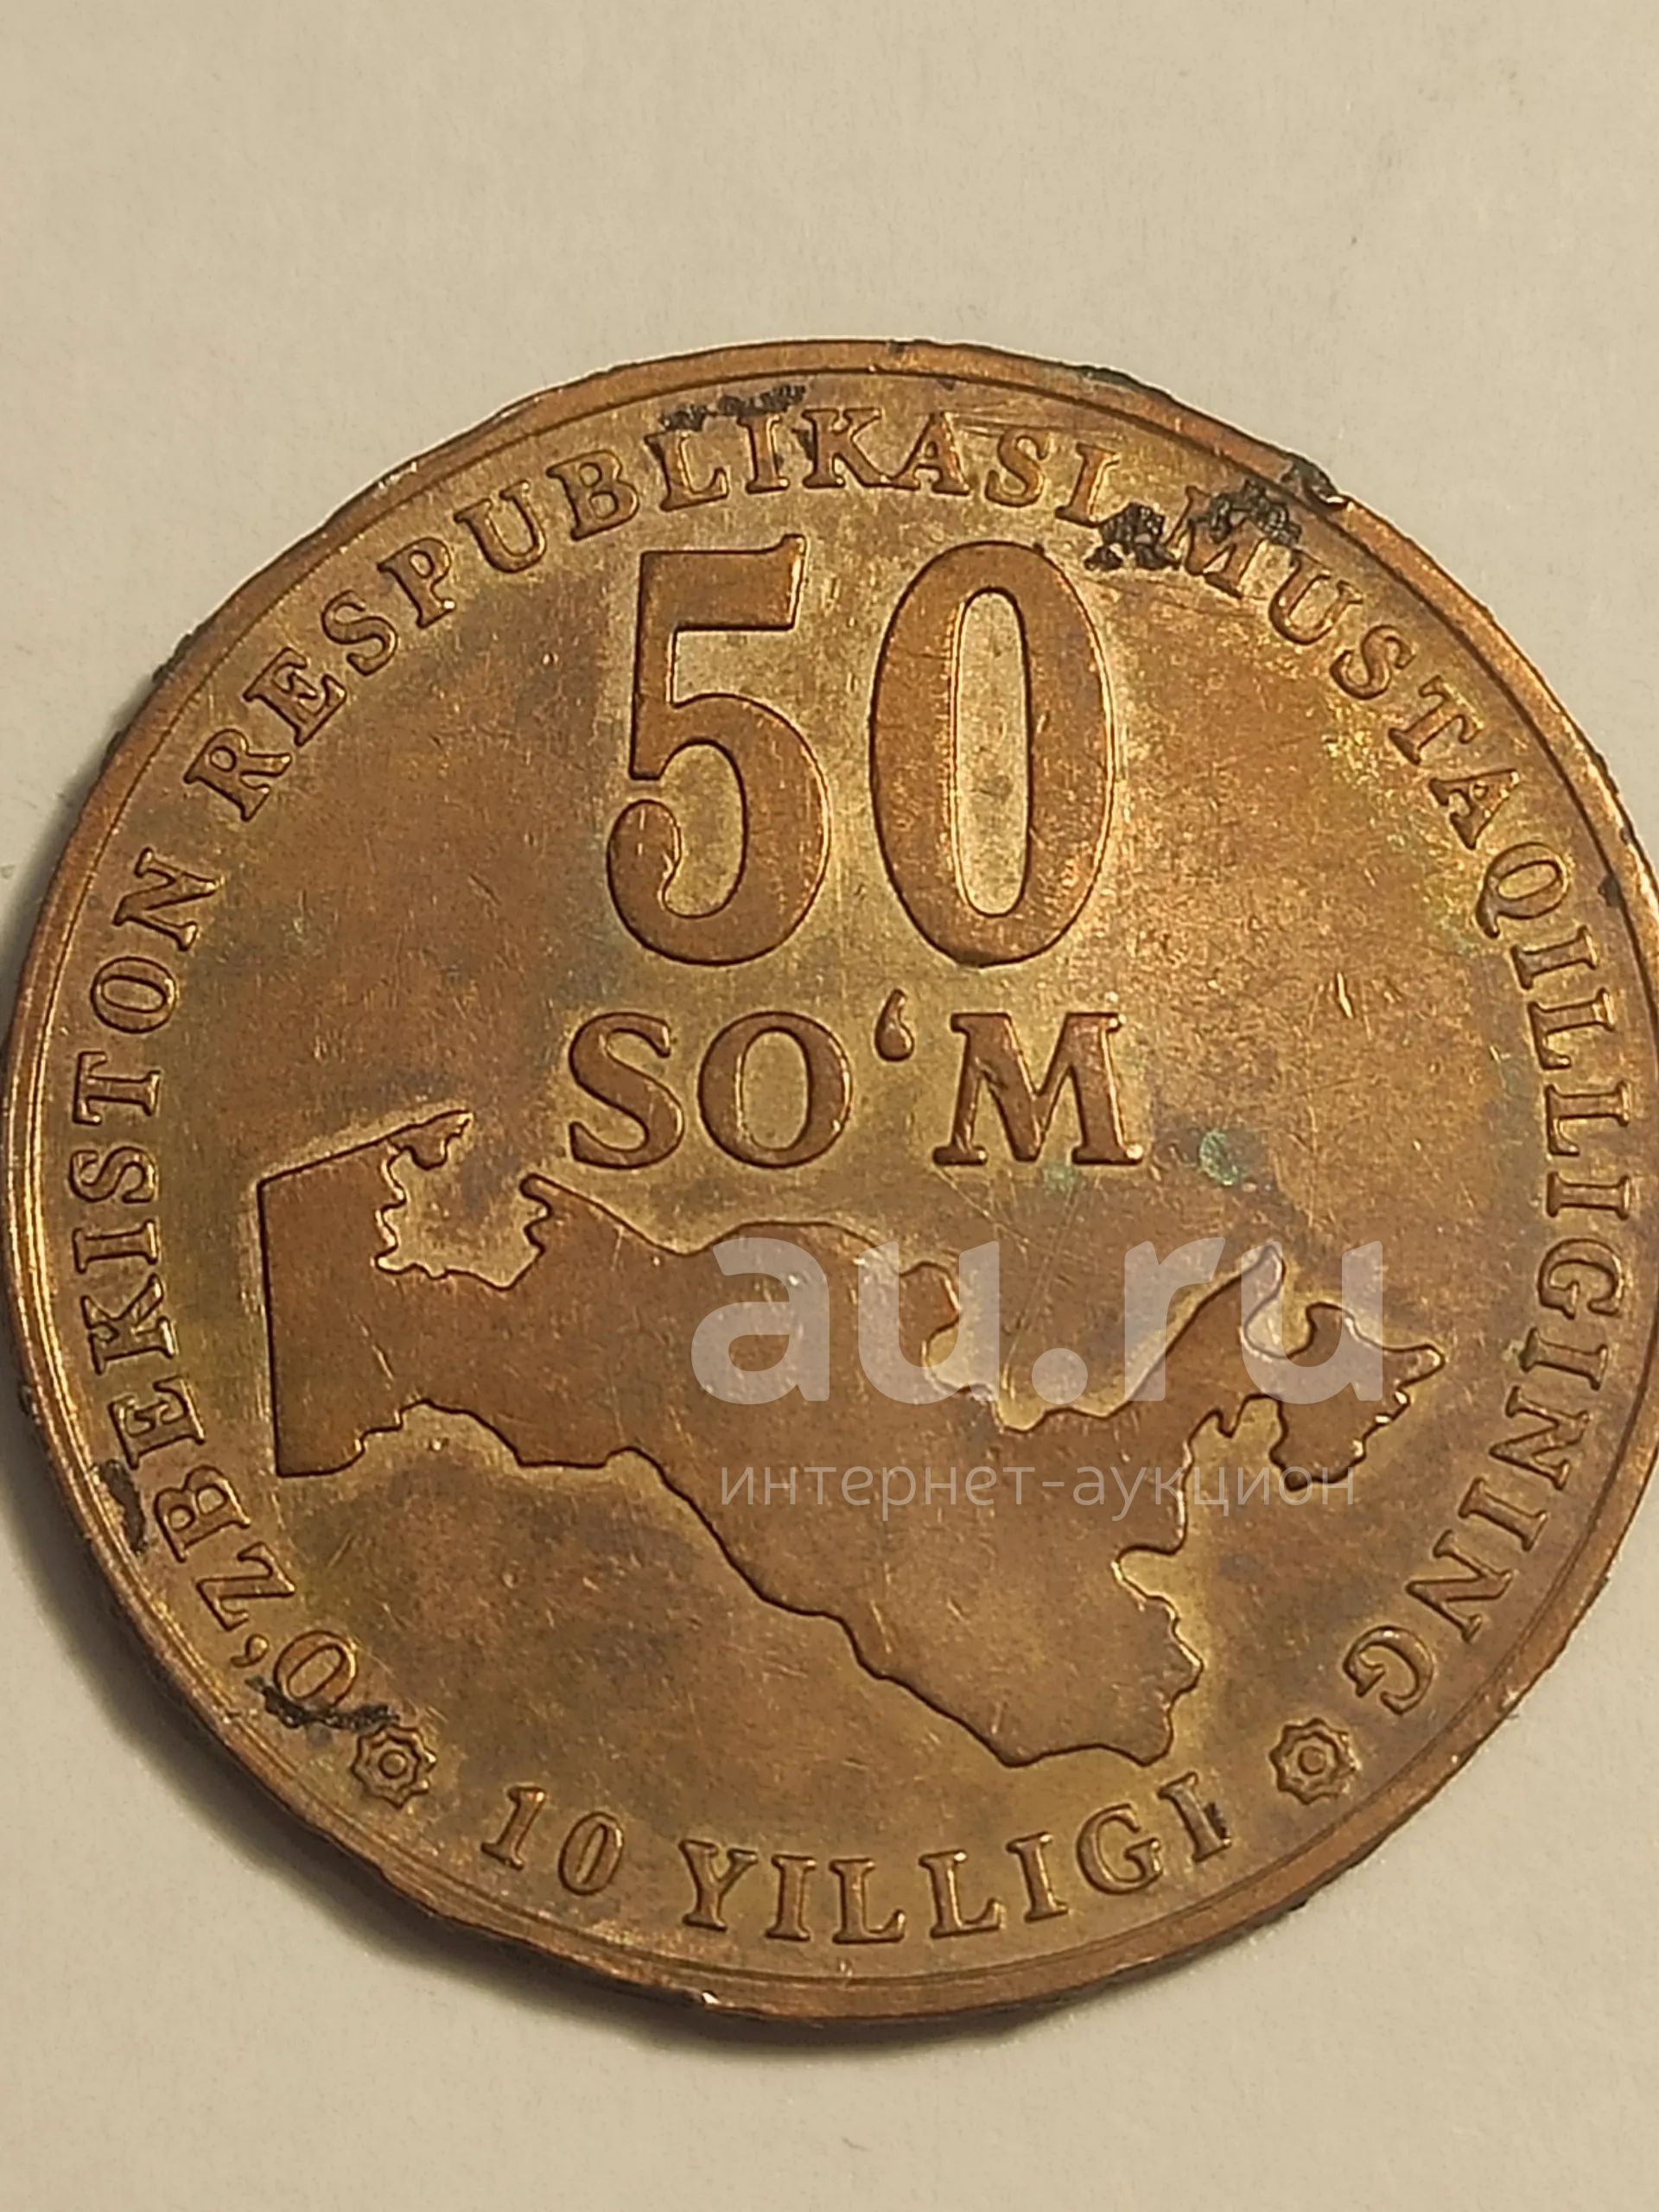 O‘ZBEKISTON RESPUBLIKASI MUSTAQILLIGINING
50
SO‘M
au.ru
интернет-аукцион
10 YILLIGI